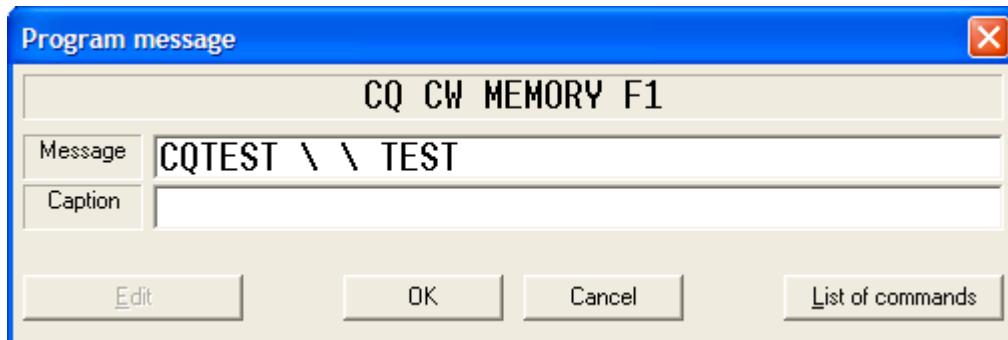 Program message
CQ CW MEMORY F1
Message CQTEST \ \ TEST
Caption
Edit OK Cancel List of commands